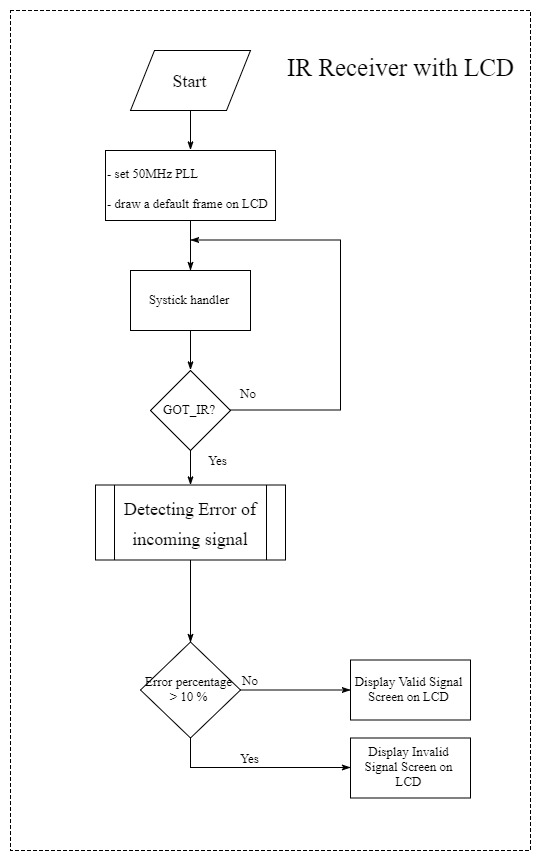 IR Receiver with LCD
Start
- set 50MHz PLL
- draw a default frame on LCD
Systick handler
GOT_IR?
No
Yes
Detecting Error of
incoming signal
Error percentage
> 10 %
No
Display Valid Signal
Screen on LCD
Yes
Display Invalid
Signal Screen on
LCD